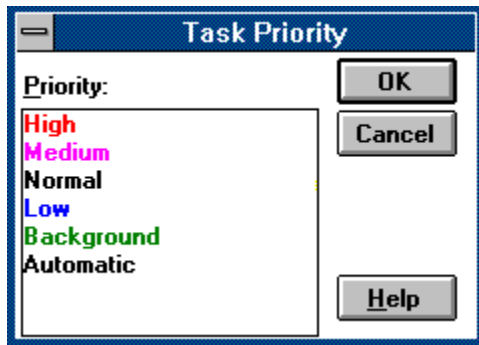 Task Priority
Priority:
OK
High
Cancel
Medium
Normal
Low
Background
Automatic
Help